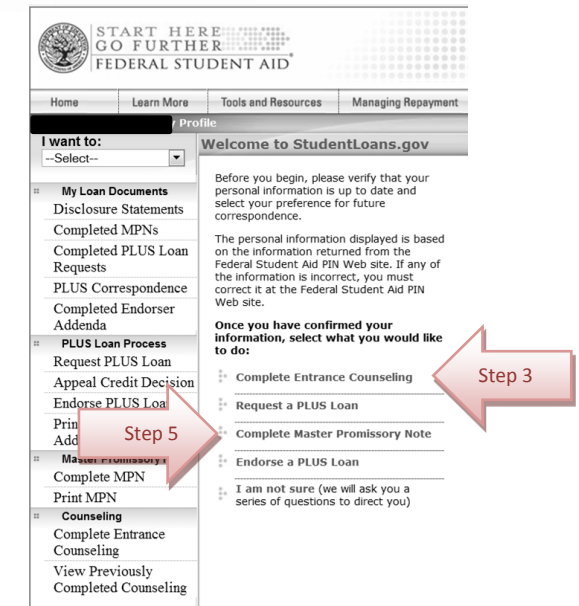 START HERE
GO FURTHER
FEDERAL STUDENT AID
Home Learn More Tools and Resources Managing Repayment
Profile
I want to:
--Select--
My Loan Documents
Disclosure Statements
Completed MPNs
Completed PLUS Loan
Requests
PLUS Correspondence
Completed Endorser
Addenda
PLUS Loan Process
Request PLUS Loan
Appeal Credit Decision
Endorse PLUS
Step 5
Complete MPN
Print MPN
Counseling
Complete Entrance
Counseling
View Previously
Completed Counseling
Welcome to StudentLoans.gov
Before you begin, please verify that your
personal information is up to date and
select your preference for future
correspondence.
The personal information displayed is based
on the information returned from the
Federal Student Aid PIN Web site. If any of
the information is incorrect, you must
correct it at the Federal Student Aid PIN
Web site.
Once you have confirmed your
information, select what you would like
to do:
Complete Entrance Counseling
Step 3
Request a PLUS Loan
Complete Master Promissory Note
Endorse a PLUS Loan
I am not sure (we will ask you a
series of questions to direct you)